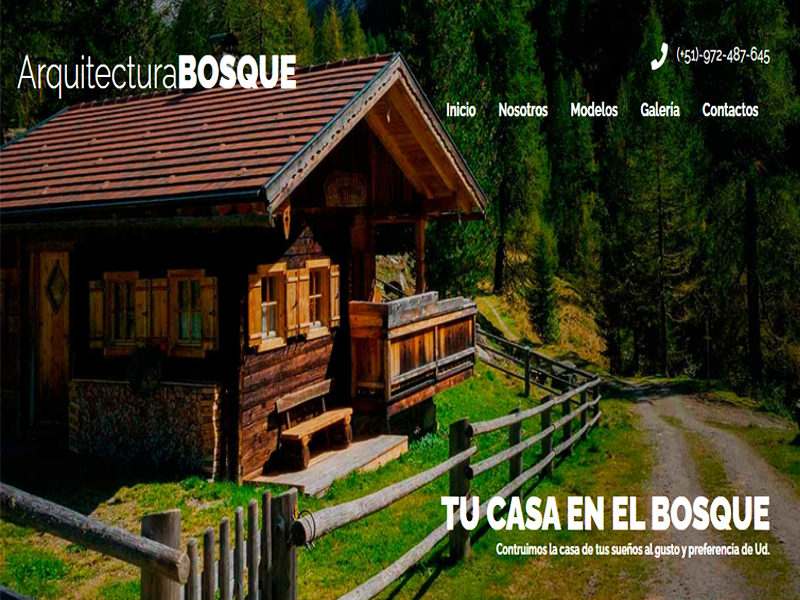 ArquitecturaBOSQUE
(+51)-972-487-645
Inicio Nosotros Modelos Galería Contactos
TU CASA EN EL BOSQUE
Contruimos la casa de tus sueños al gusto y preferencia de Ud.